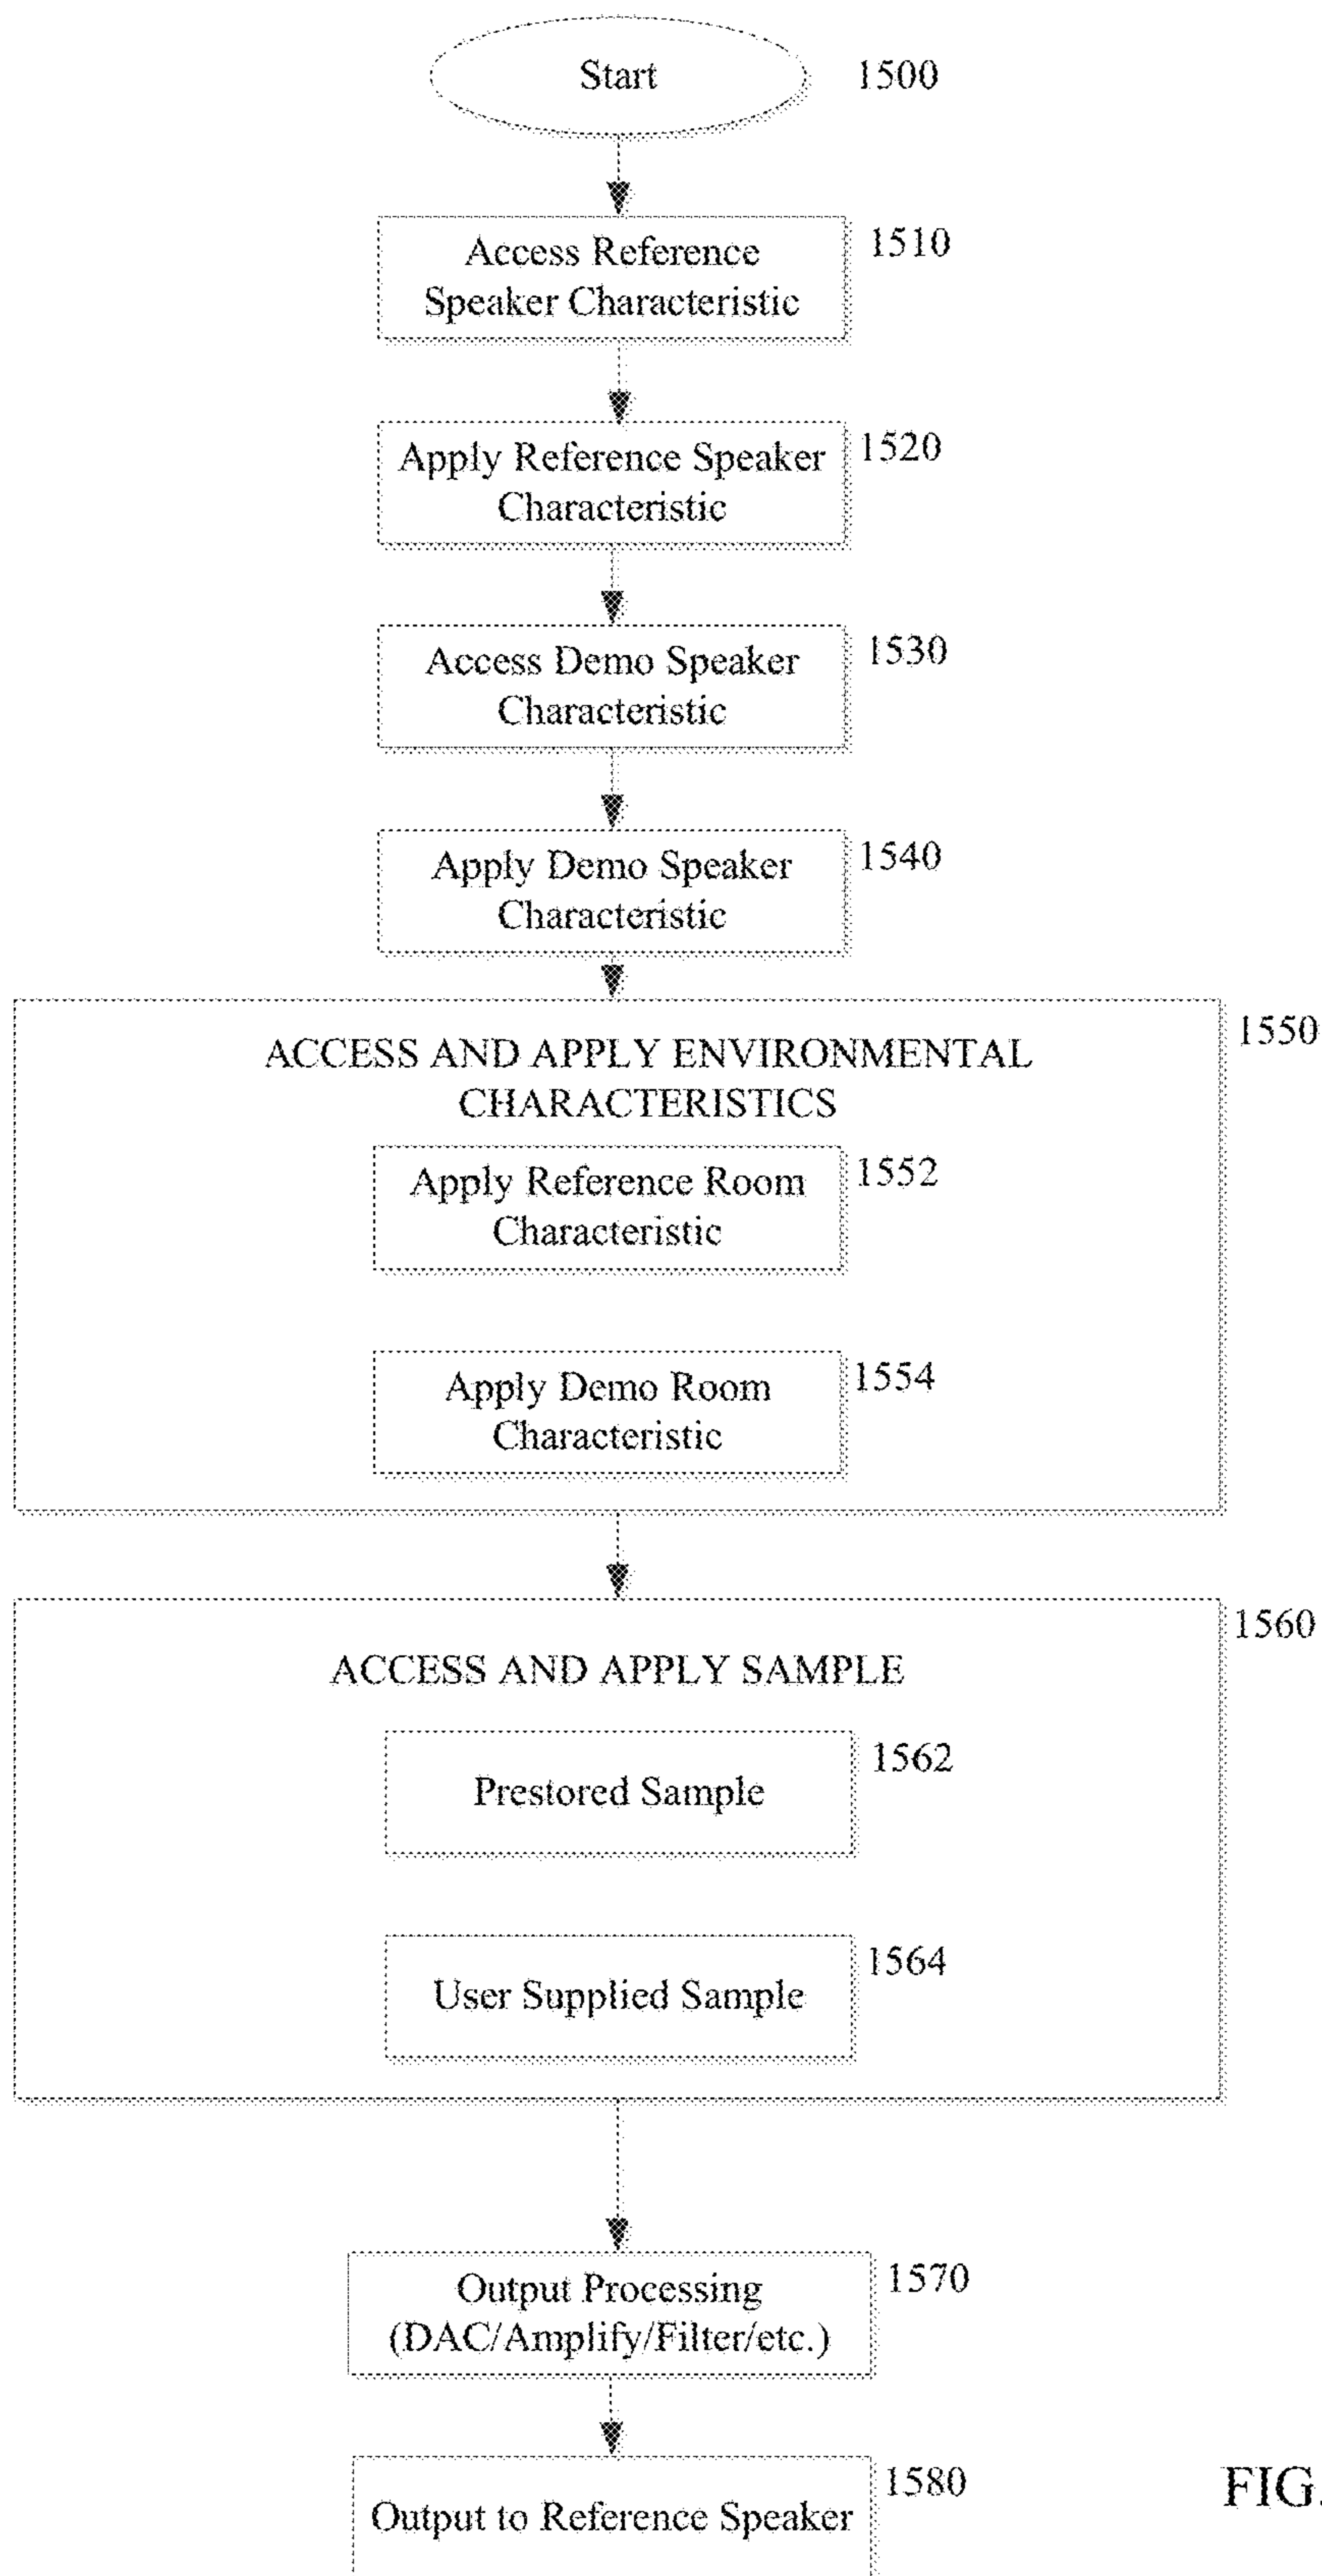 Start
1500
Access Reference
Speaker Characteristic
1510
Apply Reference Speaker
Characteristic
1520
Access Demo Speaker
Characteristic
1530
Apply Demo Speaker
Characteristic
1540
ACCESS AND APPLY ENVIRONMENTAL
CHARACTERISTICS
1550
Apply Reference Room
Characteristic
1552
Apply Demo Room
Characteristic
1554
ACCESS AND APPLY SAMPLE
1560
Prestored Sample
1562
User Supplied Sample
1564
Output Processing
(DAC/Amplify/Filter/etc.)
1570
Output to Reference Speaker
1580
FIG.